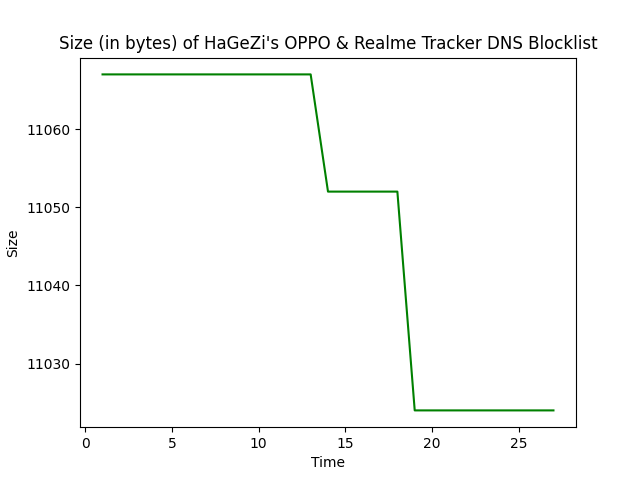 Size (in bytes) of HaGeZi's OPPO & Realme Tracker DNS Blocklist
11060
11050
11040
11030
Size
0 5 10 15 20 25
Time